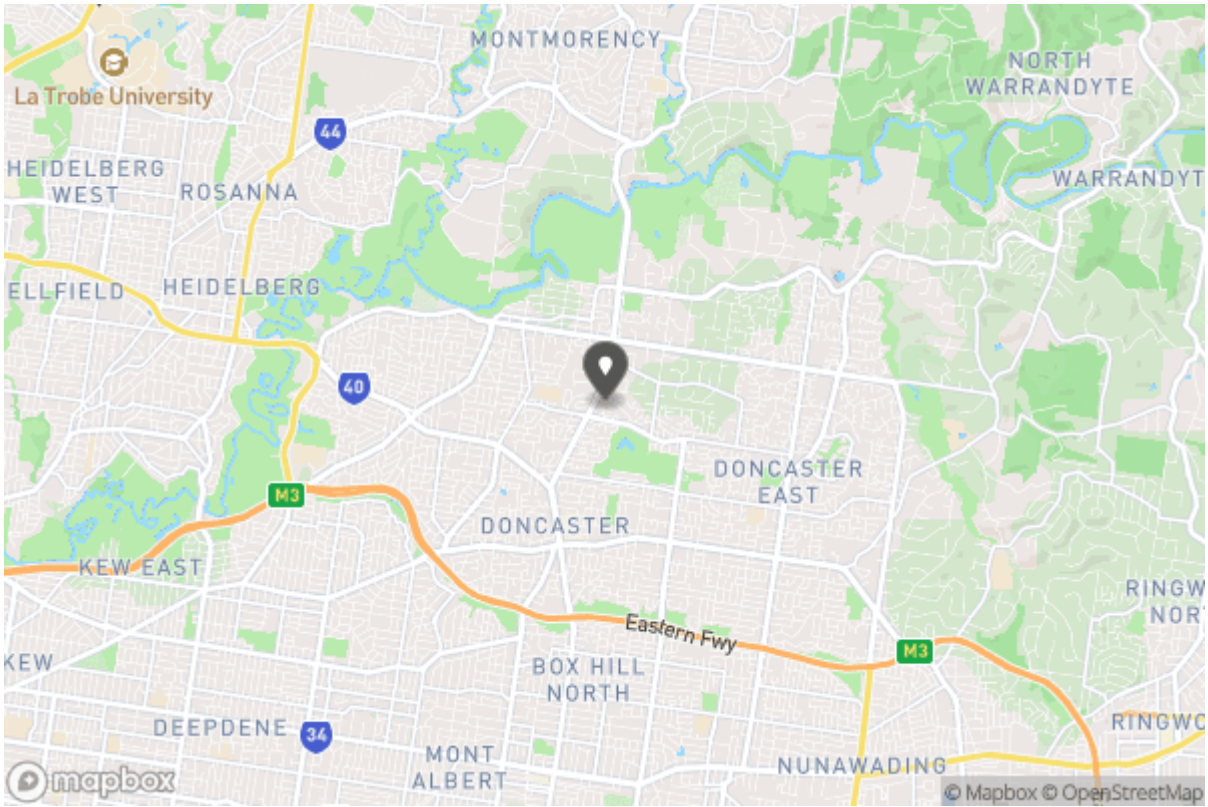 MONTMORENCY
NORTH
WARRANDYTE
La Trobe University
44
HEIDELBERG
WEST
ROSANNA
WARRANDYT
ELLFIELD
HEIDELBERG
40
DONCASTER
EAST
M3
DONCASTER
KEW EAST
RINGW
NORT
Eastern Fwy
M3
KEW
BOX HILL
NORTH
DEEPDENE
34
RINGWO
MONT
ALBERT
NUNAWADING
mapbox
© Mapbox © OpenStreetMap